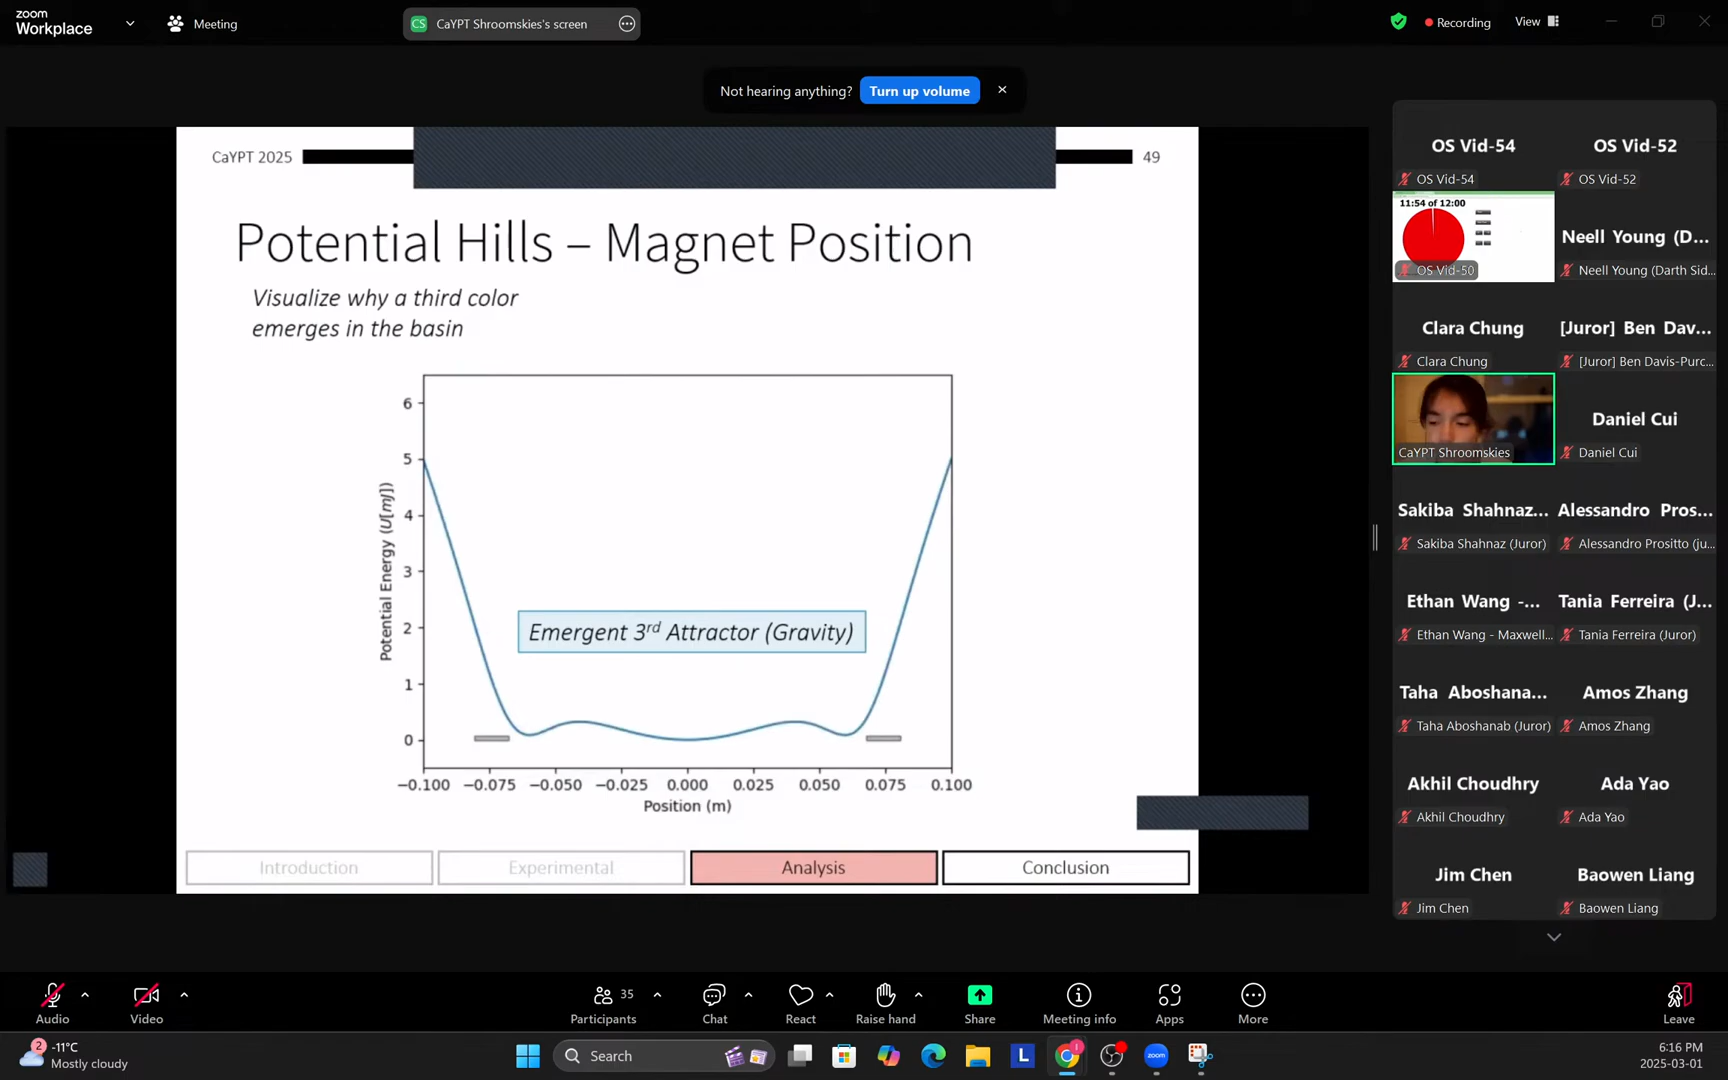 zoom
Workplace
Meeting
CS CaYPT Shroomskies's screen
Recording
View
Not hearing anything? Turn up volume
CaYPT 2025
49
Potential Hills – Magnet Position
Visualize why a third color
emerges in the basin
6
5
4
3
2
1
0
Potential Energy (U[mJ])
Emergent 3rd Attractor (Gravity)
−0.100 −0.075 −0.050 −0.025 0.000 0.025 0.050 0.075 0.100
Position (m)
Introduction
Experimental
Analysis
Conclusion
OS Vid-54
OS Vid-54
OS Vid-52
OS Vid-52
11:54 of 12:00
OS Vid-50
Neell Young (D...
Neell Young (Darth Sid...
Clara Chung
Clara Chung
[Juror] Ben Dav...
[Juror] Ben Davis-Purc...
CaYPT Shroomskies
Daniel Cui
Daniel Cui
Sakiba Shahnaz...
Sakiba Shahnaz (Juror)
Alessandro Pros...
Alessandro Prositto (ju...
Ethan Wang -...
Ethan Wang - Maxwell...
Tania Ferreira (J...
Tania Ferreira (Juror)
Taha Aboshana...
Taha Aboshanab (Juror)
Amos Zhang
Amos Zhang
Akhil Choudhry
Akhil Choudhry
Ada Yao
Ada Yao
Jim Chen
Jim Chen
Baowen Liang
Baowen Liang
Audio
Video
35
Participants
Chat
React
Raise hand
Share
Meeting info
Apps
More
Leave
2
-11°C
Mostly cloudy
Search
L
1
zoom
6:16 PM
2025-03-01